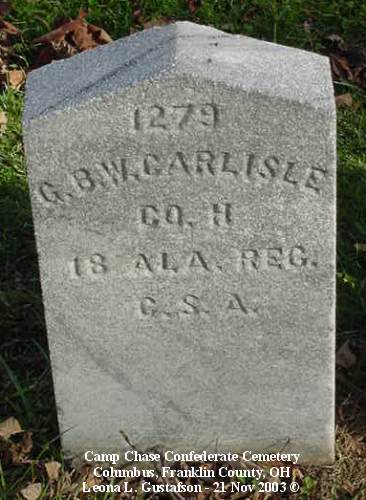 1279
G.B.W.CARLISLE
CO. H
18 ALA. REG.
C. S. A.
Camp Chase Confederate Cemetery
Columbus, Franklin County, OH
Leona L. Gustafson - 21 Nov 2003 ©